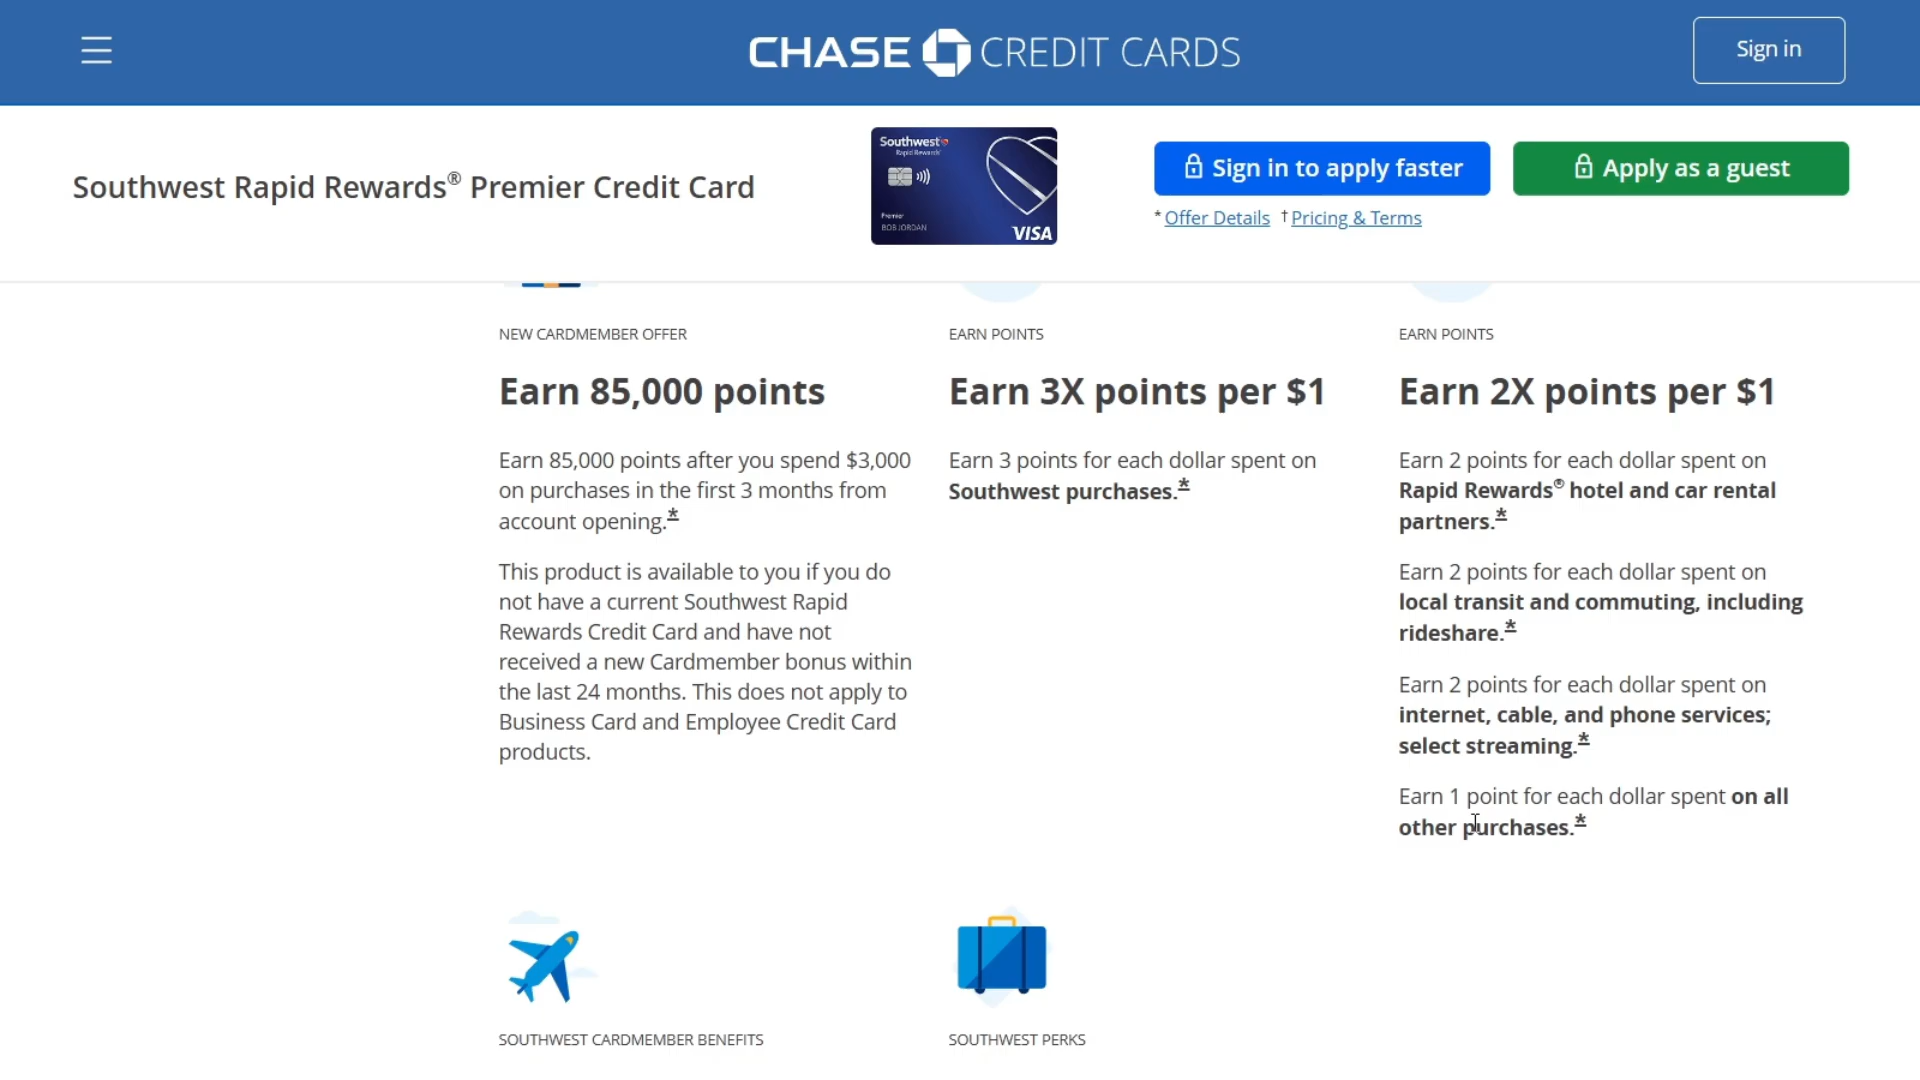 CHASE CREDIT CARDS
Sign in
Southwest Rapid Rewards® Premier Credit Card
Southwest
Rapid Rewards
Premier
BOB JORDAN
VISA
Sign in to apply faster
Apply as a guest
* Offer Details † Pricing & Terms
NEW CARDMEMBER OFFER
Earn 85,000 points
Earn 85,000 points after you spend $3,000
on purchases in the first 3 months from
account opening.*
This product is available to you if you do
not have a current Southwest Rapid
Rewards Credit Card and have not
received a new Cardmember bonus within
the last 24 months. This does not apply to
Business Card and Employee Credit Card
products.
EARN POINTS
Earn 3X points per $1
Earn 3 points for each dollar spent on
Southwest purchases.*
EARN POINTS
Earn 2X points per $1
Earn 2 points for each dollar spent on
Rapid Rewards® hotel and car rental
partners.*
Earn 2 points for each dollar spent on
local transit and commuting, including
rideshare.*
Earn 2 points for each dollar spent on
internet, cable, and phone services;
select streaming.*
Earn 1 point for each dollar spent on all
other purchases.*
SOUTHWEST CARDMEMBER BENEFITS
SOUTHWEST PERKS